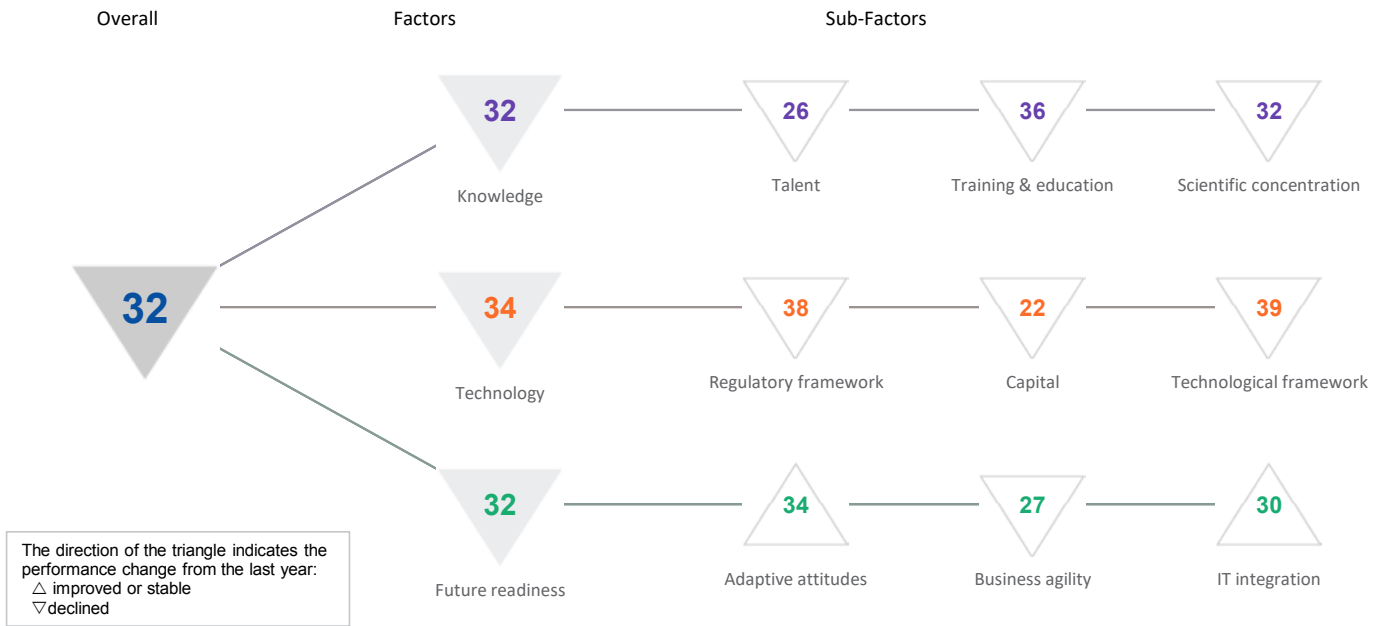 Overall Factors Sub-Factors
32 26 36 32
Knowledge Talent Training & education Scientific concentration
32
34 38 22 39
Technology Regulatory framework Capital Technological framework
32 34 27 30
Future readiness Adaptive attitudes Business agility IT integration
The direction of the triangle indicates the
performance change from the last year:
△ improved or stable
▽declined